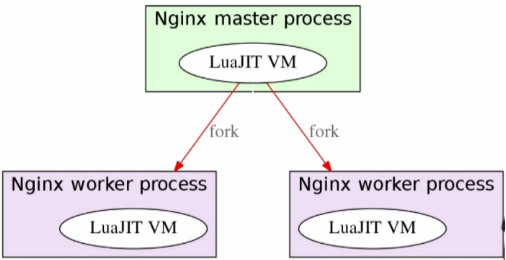 Nginx master process
LuaJIT VM
fork
fork
Nginx worker process
LuaJIT VM
Nginx worker process
LuaJIT VM